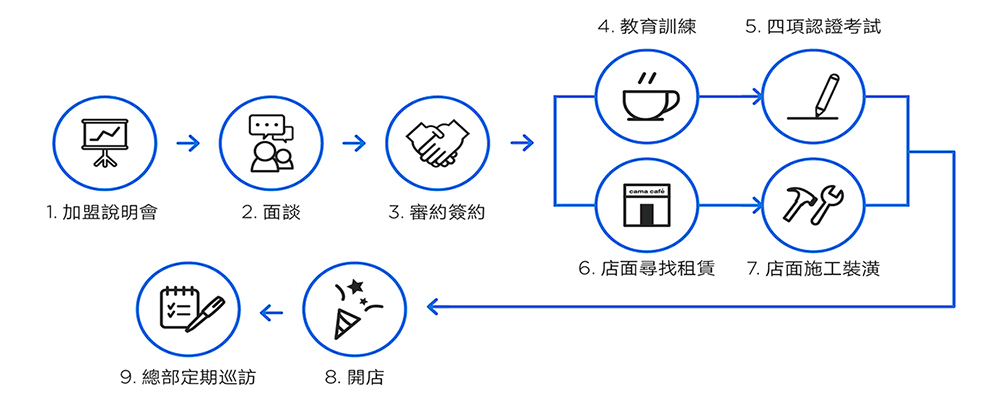 4. 教育訓練
5. 四項認證考試
1. 加盟說明會
2. 面談
3. 審約簽約
cama café
6. 店面尋找租賃
7. 店面施工裝潢
9. 總部定期巡訪
8. 開店